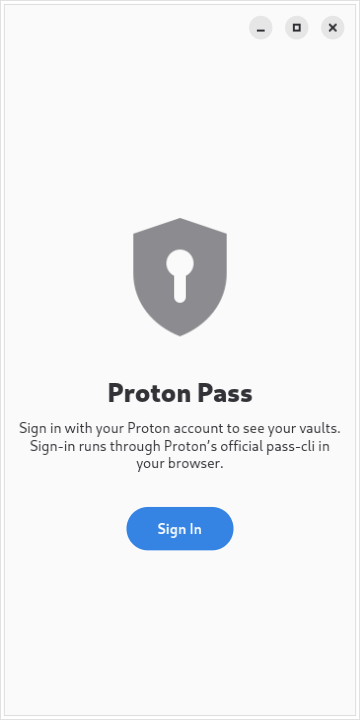 Proton Pass
Sign in with your Proton account to see your vaults.
Sign-in runs through Proton’s official pass-cli in
your browser.
Sign In